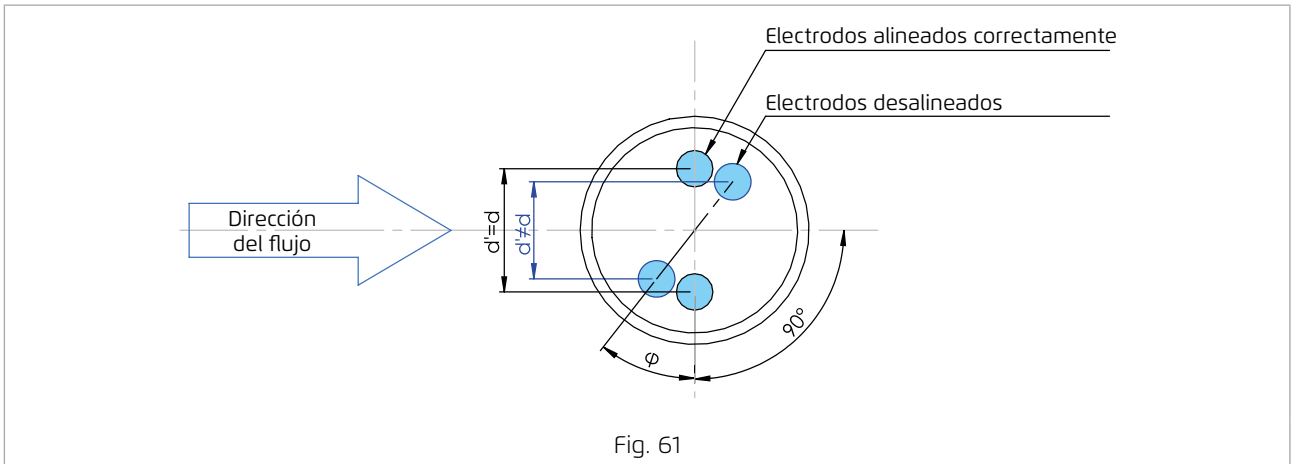 Electrodos alineados correctamente
Electrodos desalineados
Dirección
del flujo
d'=d
d'≠d
90°
φ
Fig. 61